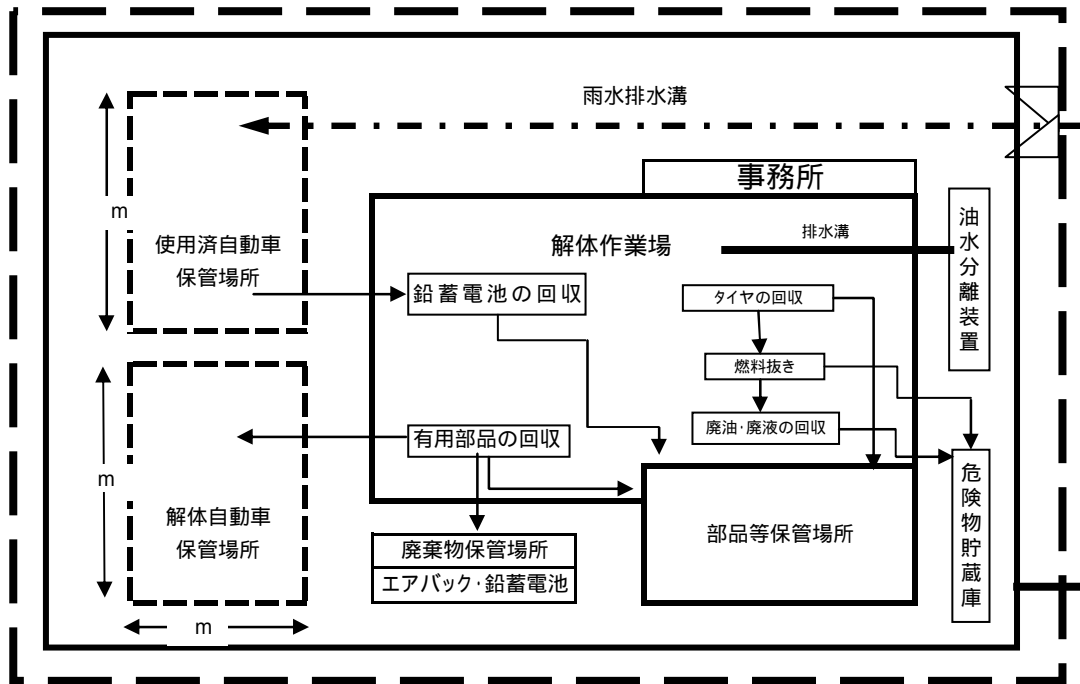 雨水排水溝
事務所
m
使用済自動車
保管場所
解体作業場
排水溝
油水分離装置
鉛蓄電池の回収
タイヤの回収
燃料抜き
廃油・廃液の回収
有用部品の回収
m
解体自動車
保管場所
廃棄物保管場所
エアバック・鉛蓄電池
部品等保管場所
危険物貯蔵庫
m